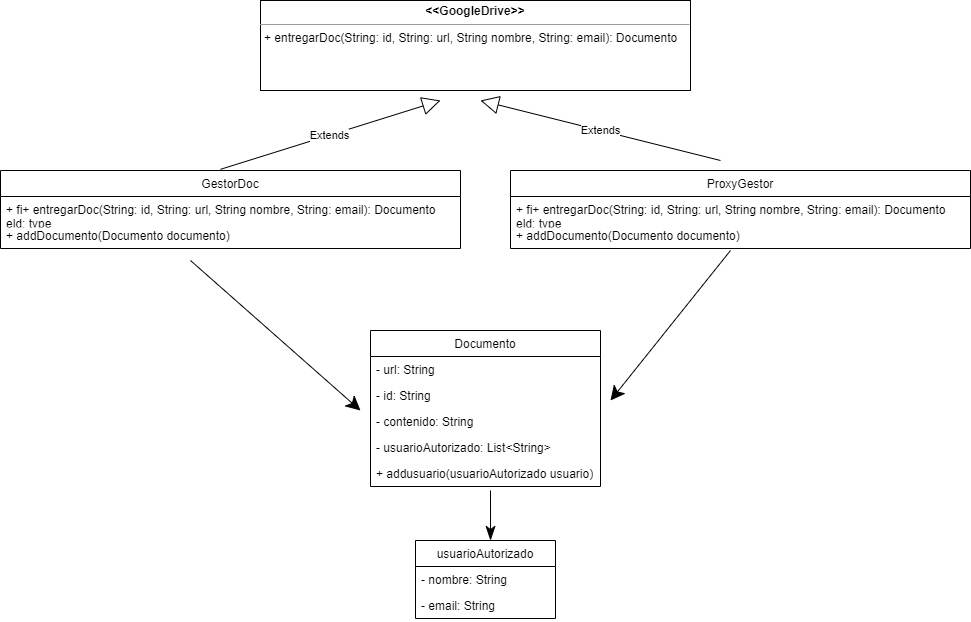 <<GoogleDrive>>
+ entregarDoc(String: id, String: url, String nombre, String: email): Documento
Extends
Extends
GestorDoc
+ fi+ entregarDoc(String: id, String: url, String nombre, String: email): Documento
eld: type
+ addDocumento(Documento documento)
ProxyGestor
+ fi+ entregarDoc(String: id, String: url, String nombre, String: email): Documento
eld: type
+ addDocumento(Documento documento)
Documento
- url: String
- id: String
- contenido: String
- usuarioAutorizado: List<String>
+ addusuario(usuarioAutorizado usuario)
usuarioAutorizado
- nombre: String
- email: String